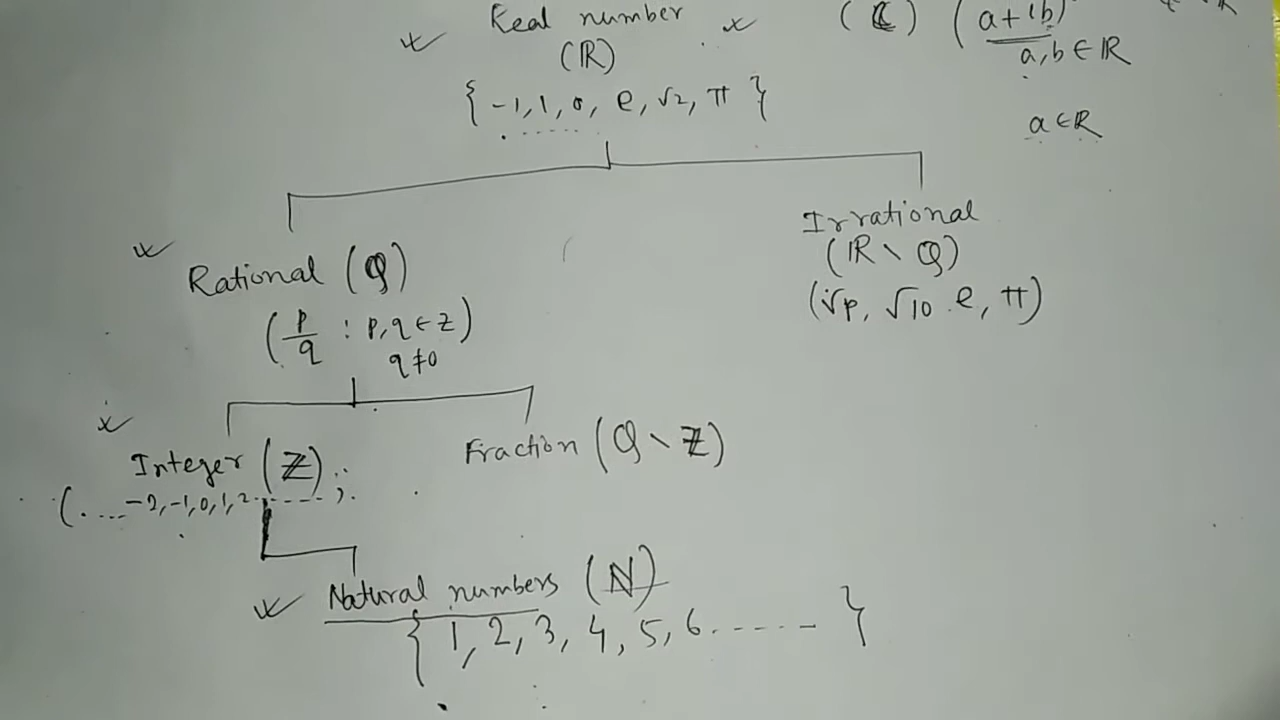 Real number
(ℝ)
{ -1, 1, 0, e, √2, π }
(ℂ) (a+ib)
a, b ∈ ℝ
a ∈ ℝ
Rational (ℚ)
(p/q : p, q ∈ Z)
q ≠ 0
Irrational
(ℝ \ ℚ)
(√p, √10 e, π)
Integer (ℤ)
(.... -2, -1, 0, 1, 2 -----
Fraction (ℚ \ ℤ)
Natural numbers (ℕ)
{ 1, 2, 3, 4, 5, 6 ...... }